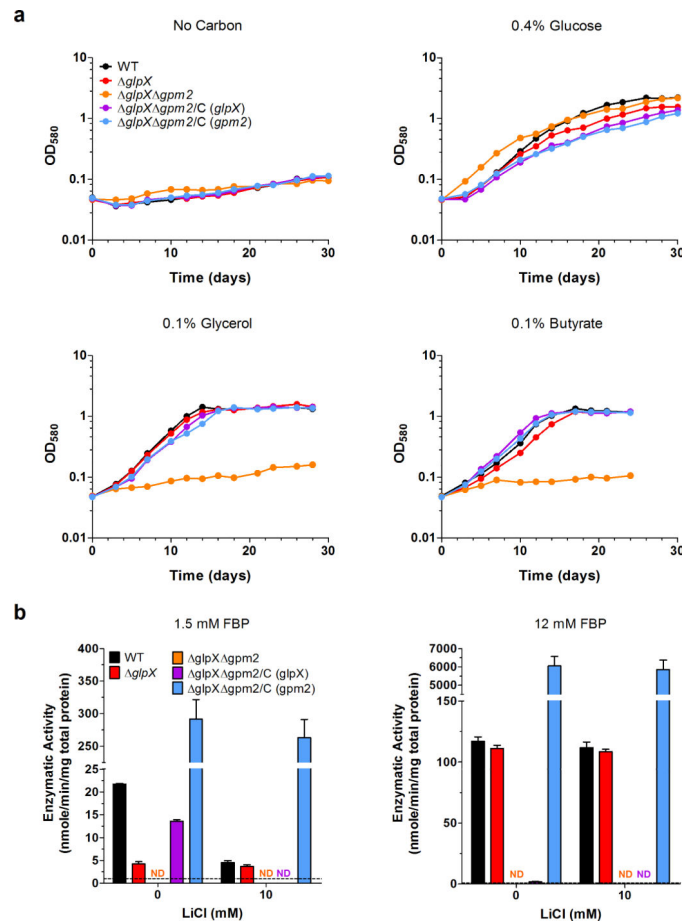 a
No Carbon
10
1
0.1
0.01
OD580
WT
ΔglpX
ΔglpXΔgpm2
ΔglpXΔgpm2/C (glpX)
ΔglpXΔgpm2/C (gpm2)
0 10 20 30
Time (days)
0.4% Glucose
10
1
0.1
0.01
OD580
0 10 20 30
Time (days)
0.1% Glycerol
10
1
0.1
0.01
OD580
0 10 20 30
Time (days)
0.1% Butyrate
10
1
0.1
0.01
OD580
0 10 20 30
Time (days)
b
1.5 mM FBP
Enzymatic Activity
(nmole/min/mg total protein)
400
350
300
250
25
20
15
10
5
0
WT
ΔglpX
ΔglpXΔgpm2
ΔglpXΔgpm2/C (glpX)
ΔglpXΔgpm2/C (gpm2)
ND ND ND
0 10
LiCl (mM)
12 mM FBP
Enzymatic Activity
(nmole/min/mg total protein)
7000
6000
5000
150
100
50
0
ND ND ND
0 10
LiCl (mM)